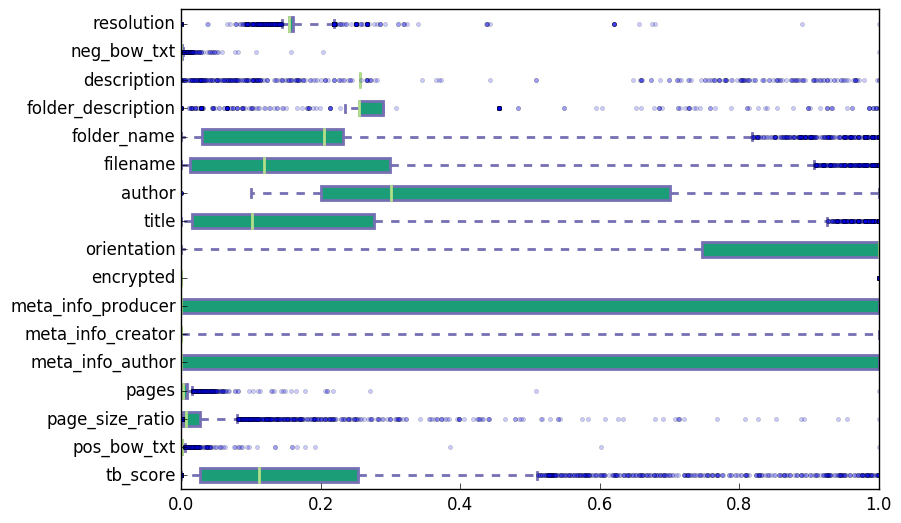 resolution
neg_bow_txt
description
folder_description
folder_name
filename
author
title
orientation
encrypted
meta_info_producer
meta_info_creator
meta_info_author
pages
page_size_ratio
pos_bow_txt
tb_score
0.0 0.2 0.4 0.6 0.8 1.0